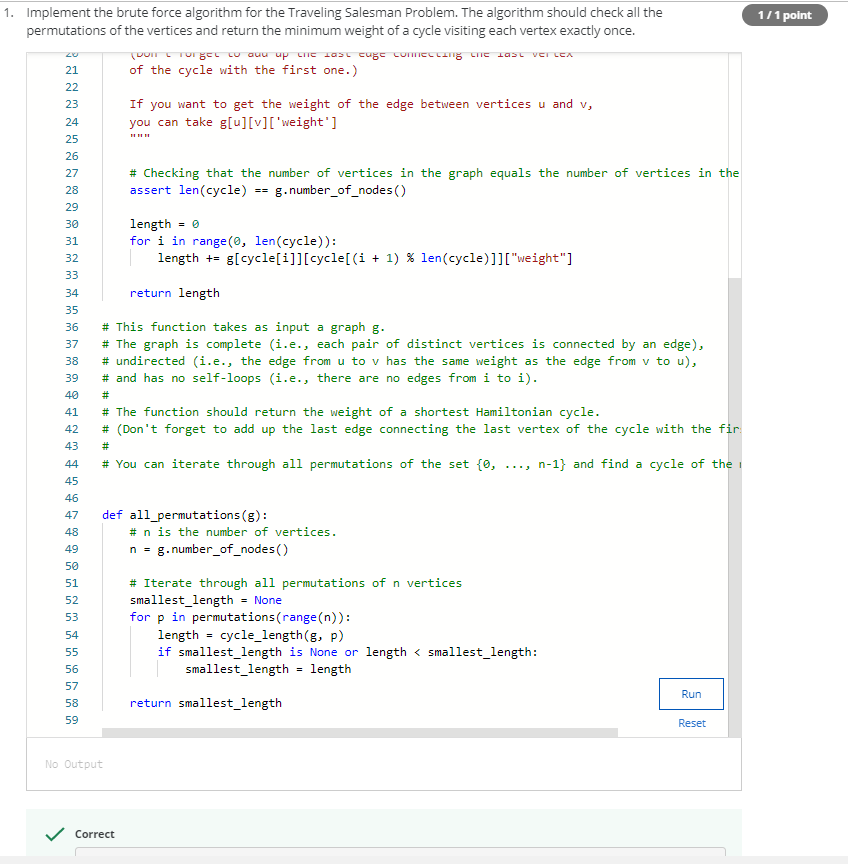 1. Implement the brute force algorithm for the Traveling Salesman Problem. The algorithm should check all the
permutations of the vertices and return the minimum weight of a cycle visiting each vertex exactly once.
1 / 1 point
20 (Don't forget to add up the last edge connecting the last vertex
21 of the cycle with the first one.)
22
23 If you want to get the weight of the edge between vertices u and v,
24 you can take g[u][v]['weight']
25 """
26
27 # Checking that the number of vertices in the graph equals the number of vertices in the
28 assert len(cycle) == g.number_of_nodes()
29
30 length = 0
31 for i in range(0, len(cycle)):
32 length += g[cycle[i]][cycle[(i + 1) % len(cycle)]]["weight"]
33
34 return length
35
36 # This function takes as input a graph g.
37 # The graph is complete (i.e., each pair of distinct vertices is connected by an edge),
38 # undirected (i.e., the edge from u to v has the same weight as the edge from v to u),
39 # and has no self-loops (i.e., there are no edges from i to i).
40 #
41 # The function should return the weight of a shortest Hamiltonian cycle.
42 # (Don't forget to add up the last edge connecting the last vertex of the cycle with the fir
43 #
44 # You can iterate through all permutations of the set {0, ..., n-1} and find a cycle of the
45
46
47 def all_permutations(g):
48 # n is the number of vertices.
49 n = g.number_of_nodes()
50
51 # Iterate through all permutations of n vertices
52 smallest_length = None
53 for p in permutations(range(n)):
54 length = cycle_length(g, p)
55 if smallest_length is None or length < smallest_length:
56 smallest_length = length
57
58 return smallest_length
59
Run
Reset
No Output
Correct